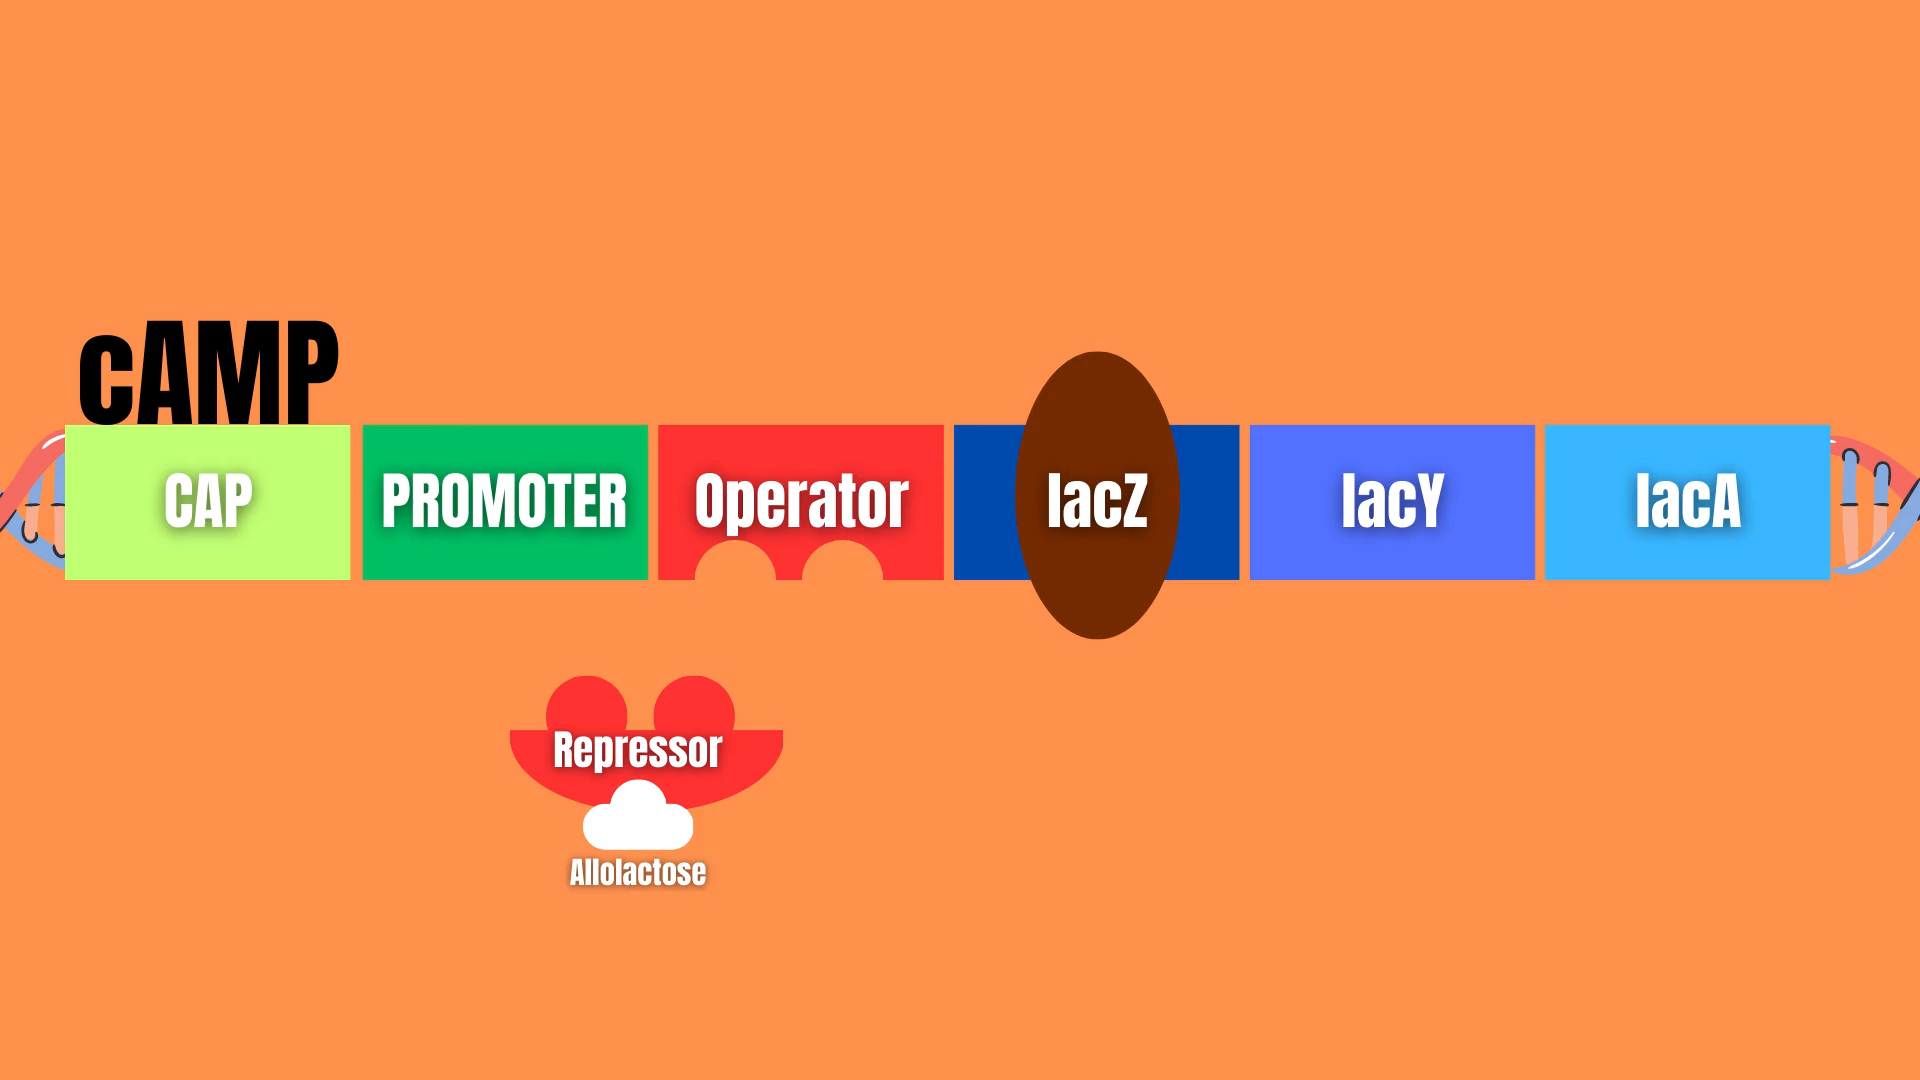 cAMP
CAP
PROMOTER
Operator
lacZ
lacY
lacA
Repressor
Allolactose